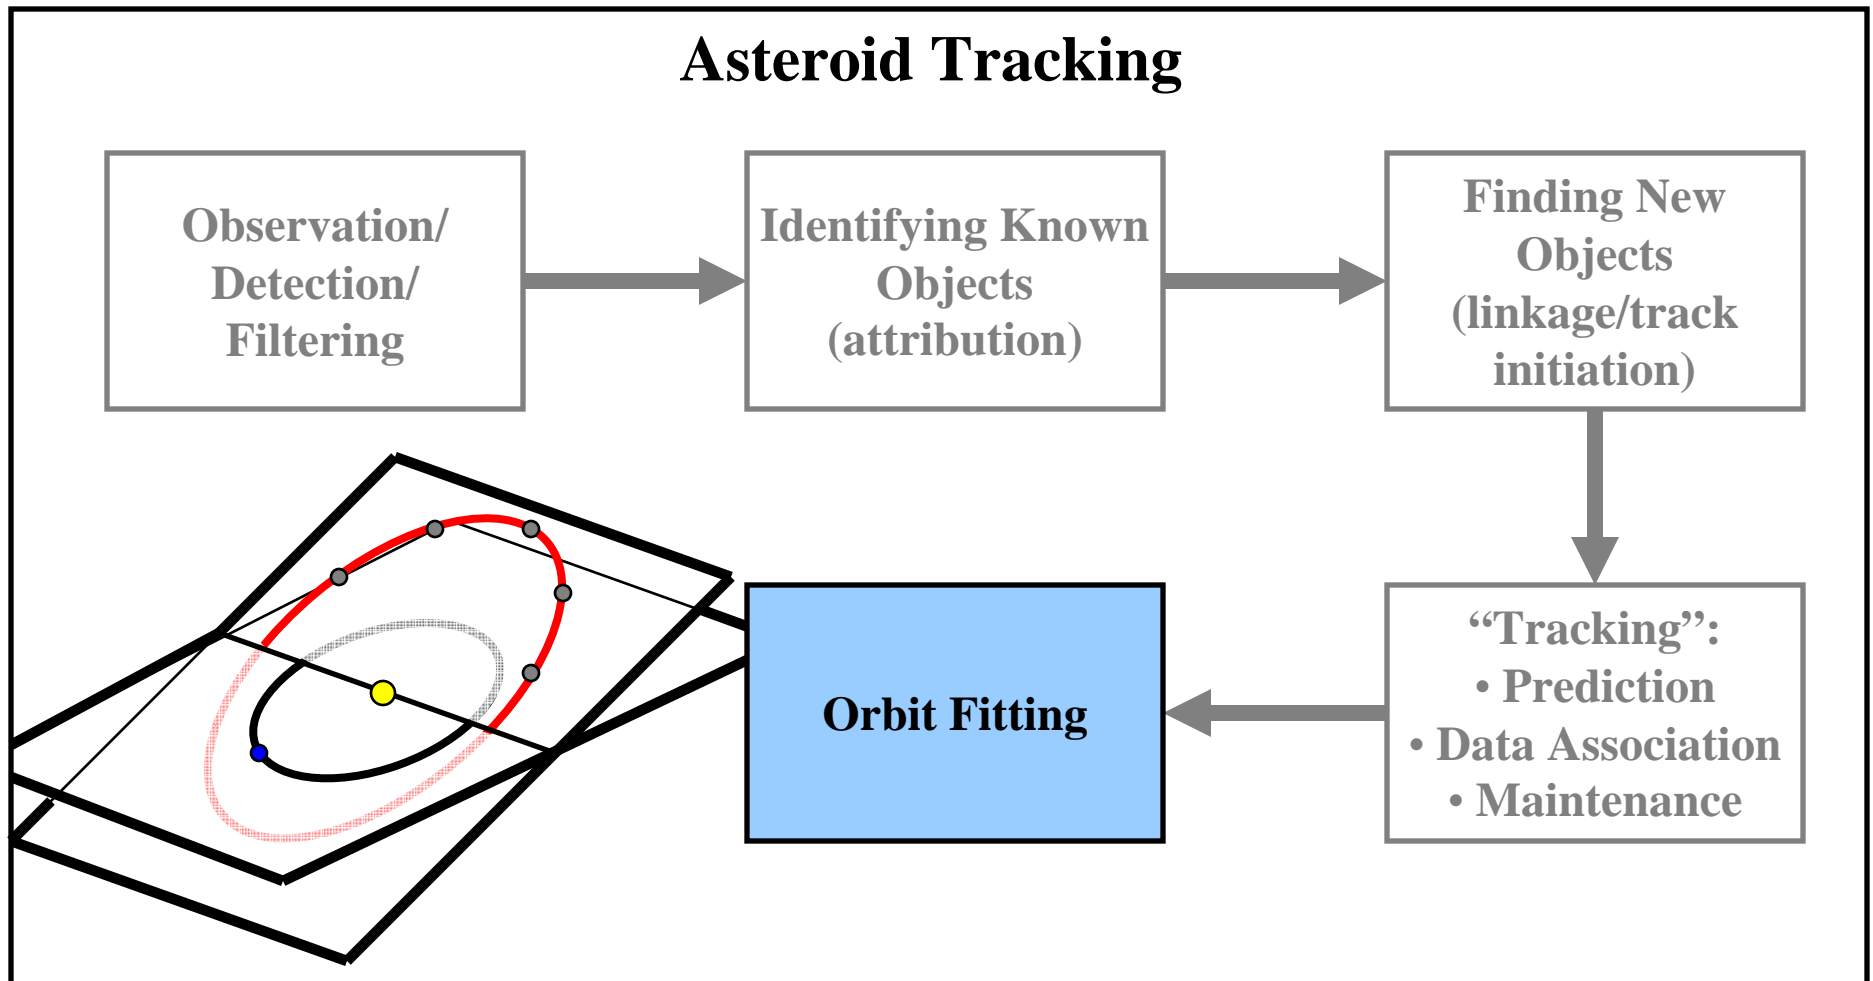 Asteroid Tracking
Observation/
Detection/
Filtering
Identifying Known
Objects
(attribution)
Finding New
Objects
(linkage/track
initiation)
“Tracking”:
• Prediction
• Data Association
• Maintenance
Orbit Fitting